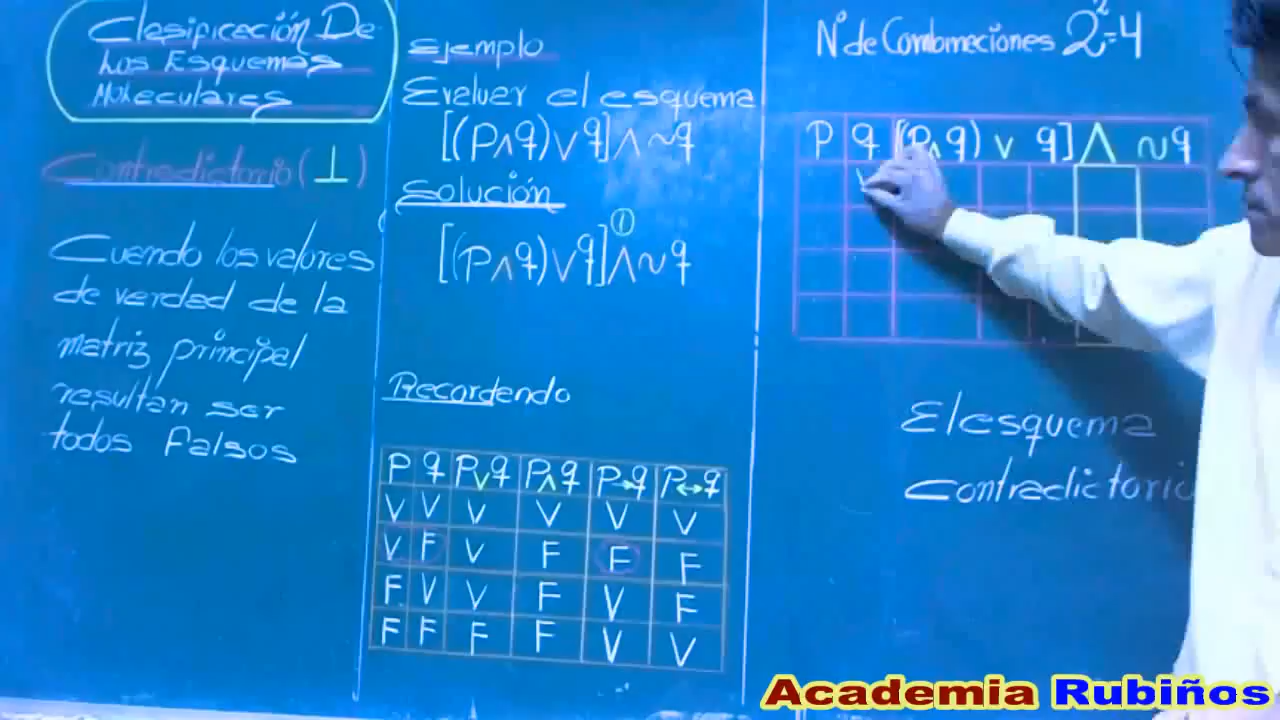 Clasificación De
Los Esquemas
Moleculares
Contradictorio (⊥)
Cuando los valores
de verdad de la
matriz principal
resultan ser
todos Falsos
Ejemplo
Evaluar el esquema
[(p∧q)∨q]∧~q
Solución
①
[(p∧q)∨q]∧~q
Recordando
p q p∨q p∧q p→q p↔q
V V V V V V
V F V F F F
F V V F V F
F F F F V V
N° de Combinaciones 2²=4
p q [(p∧q) ∨ q] ∧ ~q
El esquema
contradictorio
Academia Rubiños